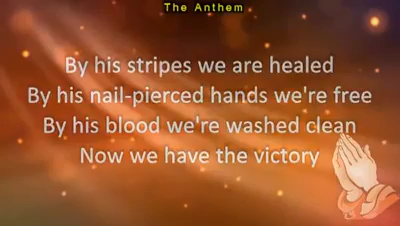 The Anthem
By his stripes we are healed
By his nail-pierced hands we're free
By his blood we're washed clean
Now we have the victory